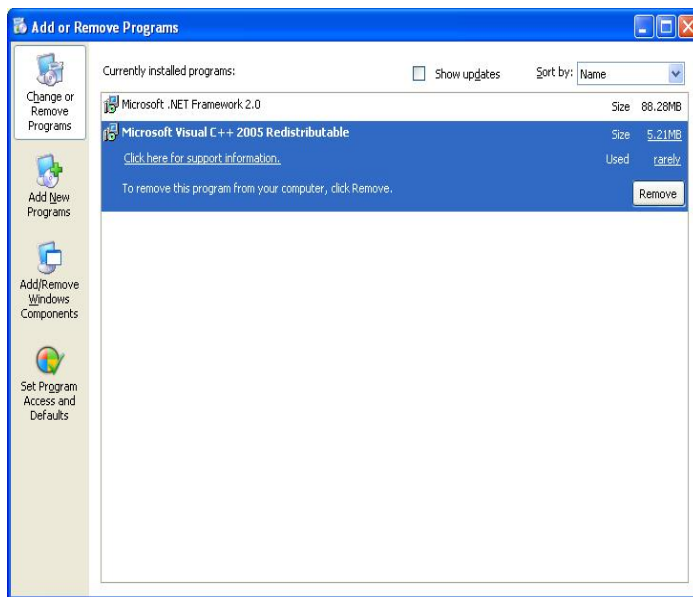 Add or Remove Programs
Change or
Remove
Programs
Add New
Programs
Add/Remove
Windows
Components
Set Program
Access and
Defaults
Currently installed programs:
Show updates
Sort by: Name
Microsoft .NET Framework 2.0 Size 88.28MB
Microsoft Visual C++ 2005 Redistributable Size 5.21MB
Click here for support information. Used rarely
To remove this program from your computer, click Remove.
Remove